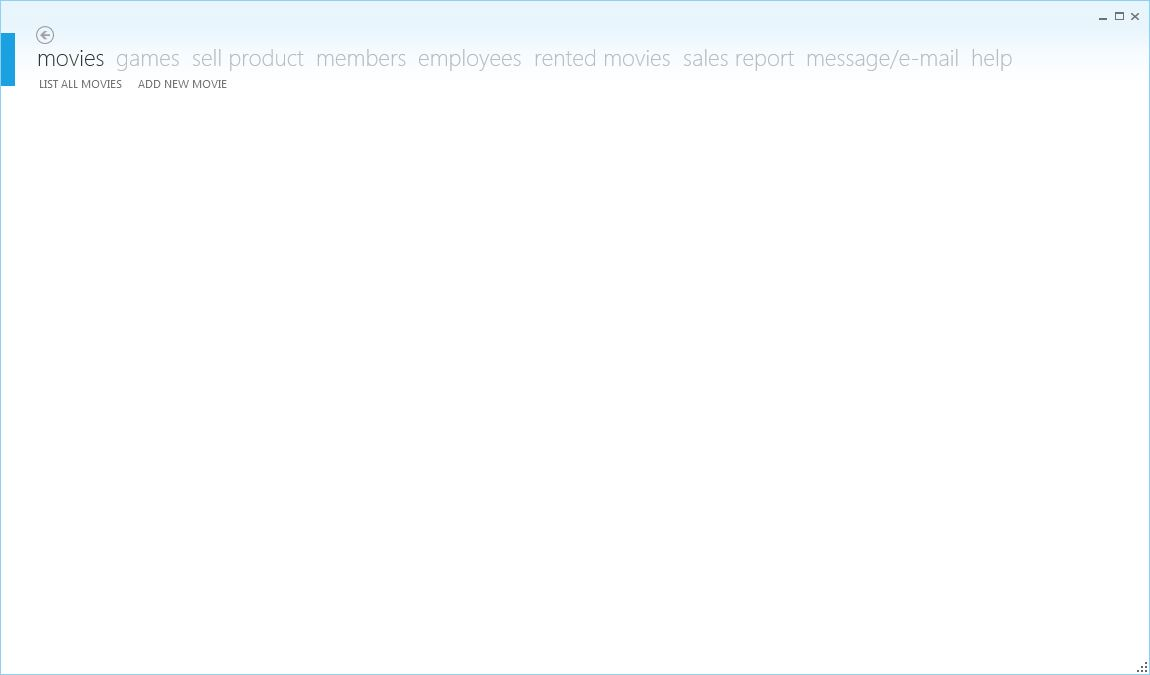 movies games sell product members employees rented movies sales report message/e-mail help
LIST ALL MOVIES ADD NEW MOVIE